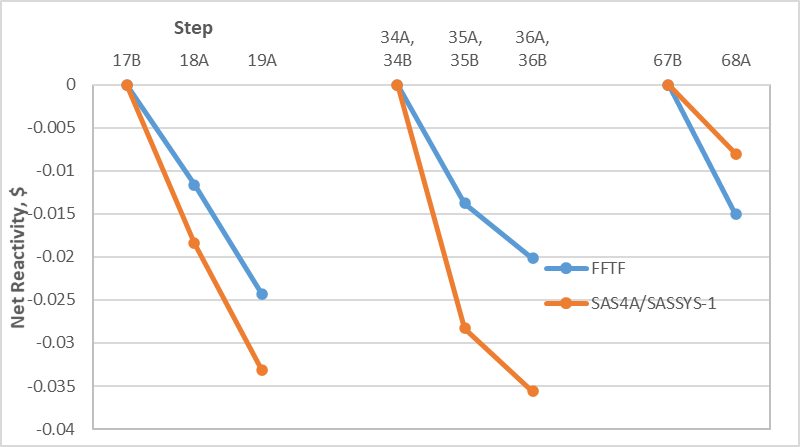 Step
34A, 35A, 36A,
17B 18A 19A 34B 35B 36B 67B 68A
0
-0.005
-0.01
-0.015
-0.02
-0.025
-0.03
-0.035
-0.04
Net Reactivity, $
FFTF
SAS4A/SASSYS-1